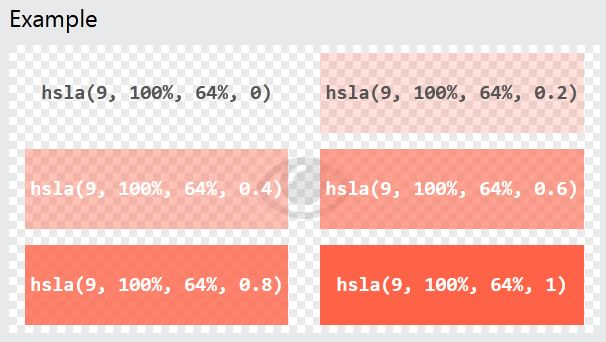 Example
hsla(9, 100%, 64%, 0)
hsla(9, 100%, 64%, 0.2)
hsla(9, 100%, 64%, 0.4)
hsla(9, 100%, 64%, 0.6)
hsla(9, 100%, 64%, 0.8)
hsla(9, 100%, 64%, 1)